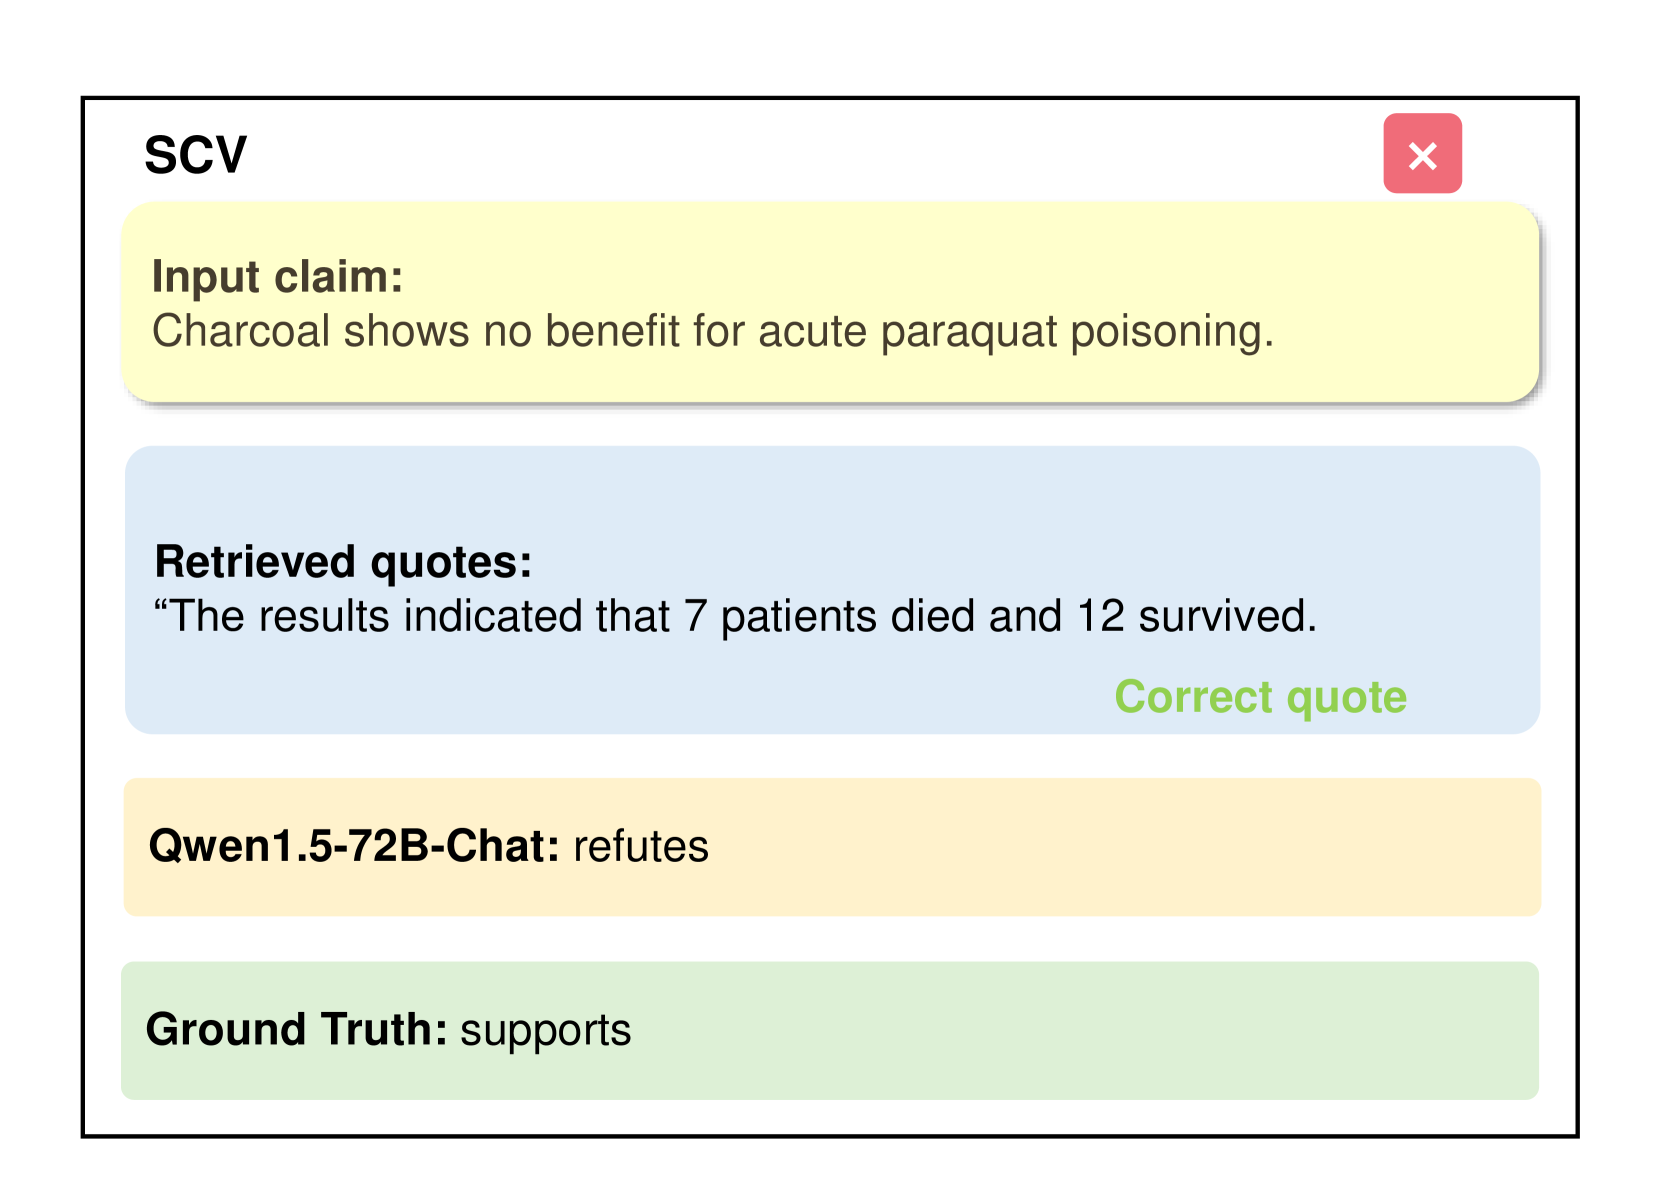 SCV
×
Input claim:
Charcoal shows no benefit for acute paraquat poisoning.
Retrieved quotes:
“The results indicated that 7 patients died and 12 survived.
Correct quote
Qwen1.5-72B-Chat: refutes
Ground Truth: supports